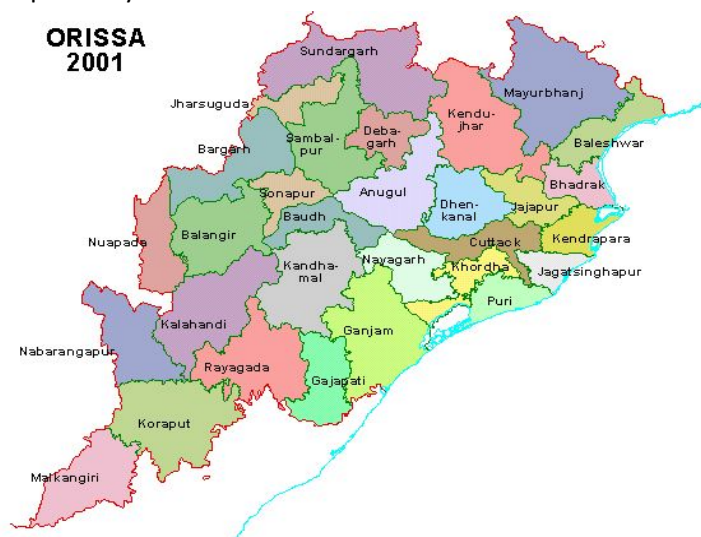 ORISSA
2001
Sundargarh
Jharsuguda
Mayurbhanj
Kendu-
jhar
Baleshwar
Bargarh
Sambal-
pur
Deba-
garh
Sonapur
Anugul
Dhen-
kanal
Jajapur
Bhadrak
Nuapada
Balangir
Baudh
Cuttack
Kendrapara
Kandha-
mal
Nayagarh
Khordha
Jagatsinghapur
Puri
Kalahandi
Ganjam
Nabarangapur
Rayagada
Gajapati
Koraput
Malkangiri